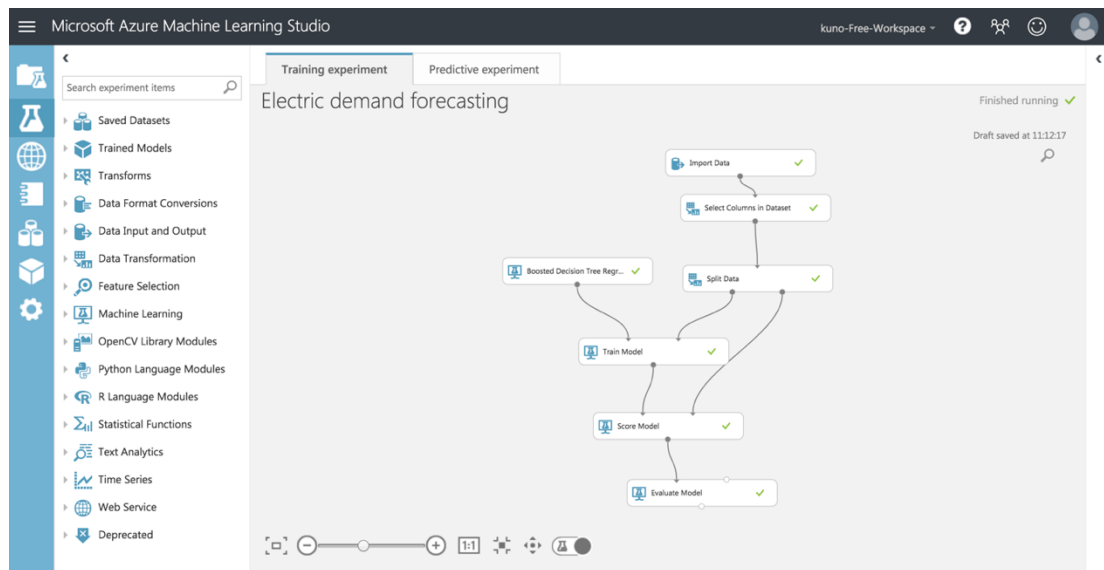 Microsoft Azure Machine Learning Studio
kuno-Free-Workspace
?
Search experiment items
Saved Datasets
Trained Models
Transforms
Data Format Conversions
Data Input and Output
Data Transformation
Feature Selection
Machine Learning
OpenCV Library Modules
Python Language Modules
R Language Modules
Statistical Functions
Text Analytics
Time Series
Web Service
Deprecated
Training experiment
Predictive experiment
Electric demand forecasting
Finished running
Draft saved at 11:12:17
Import Data
Select Columns in Dataset
Boosted Decision Tree Regr...
Split Data
Train Model
Score Model
Evaluate Model
1:1